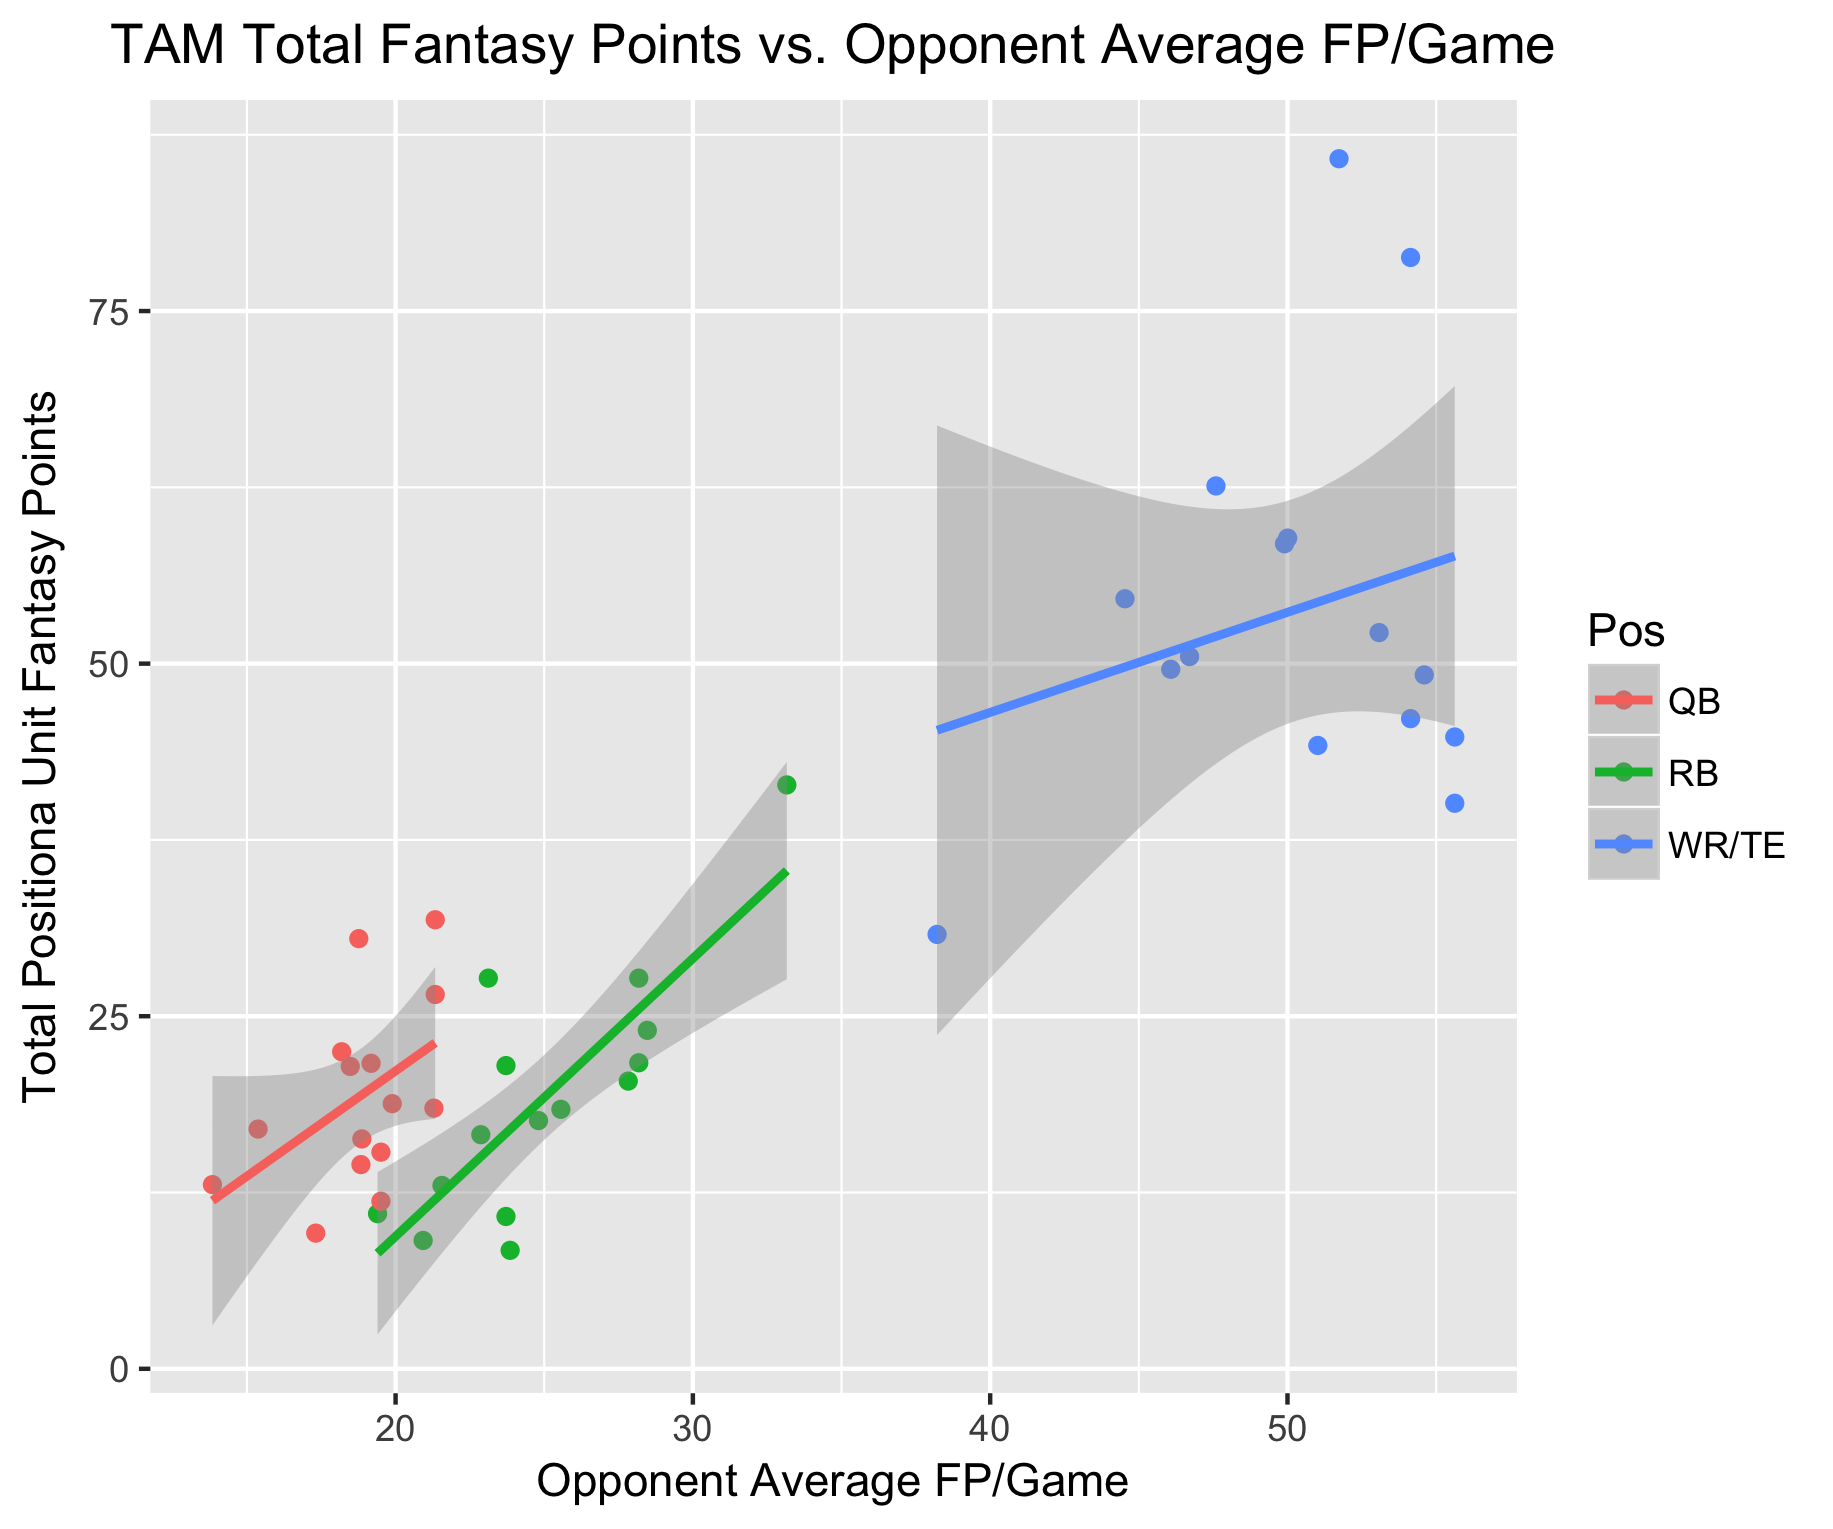 TAM Total Fantasy Points vs. Opponent Average FP/Game
Total Positiona Unit Fantasy Points
75
50
25
0
20 30 40 50
Opponent Average FP/Game
Pos
QB
RB
WR/TE